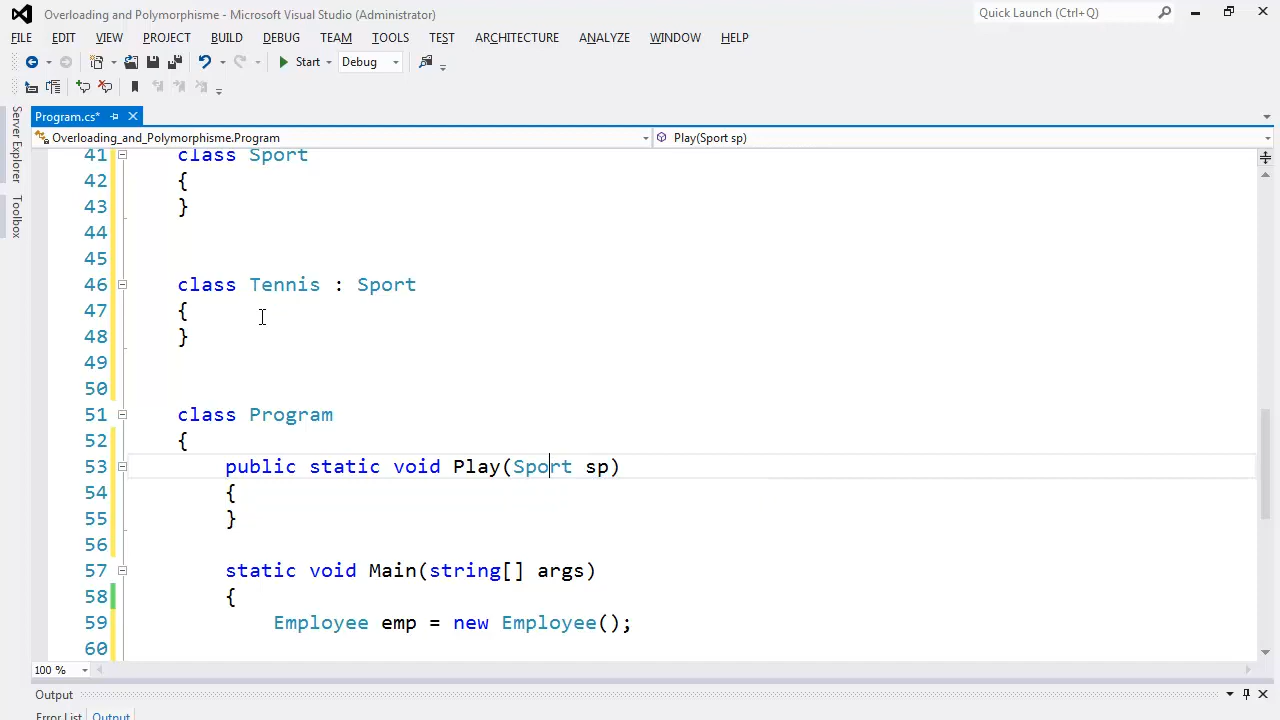 Overloading and Polymorphisme - Microsoft Visual Studio (Administrator)
Quick Launch (Ctrl+Q)
FILE EDIT VIEW PROJECT BUILD DEBUG TEAM TOOLS TEST ARCHITECTURE ANALYZE WINDOW HELP
Start Debug
Server Explorer
Toolbox
Program.cs*
Overloading_and_Polymorphisme.Program
Play(Sport sp)
41 class Sport
42 {
43 }
44
45
46 class Tennis : Sport
47 {
48 }
49
50
51 class Program
52 {
53 public static void Play(Sport sp)
54 {
55 }
56
57 static void Main(string[] args)
58 {
59 Employee emp = new Employee();
60
100 %
Output
Error List Output